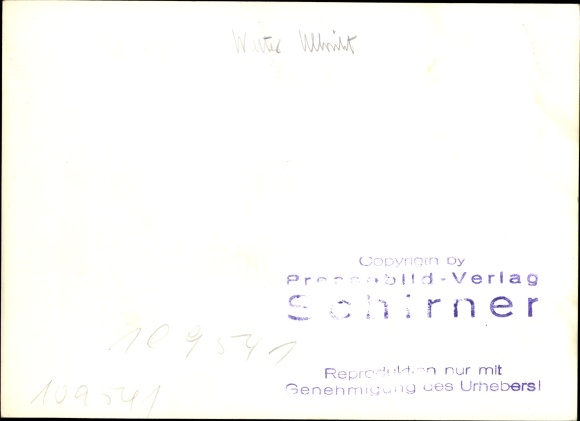 Walter Ulbricht
Copyright by
Pressebild-Verlag
Schirner
109541
Reproduktion nur mit
Genehmigung des Urhebers!
109541